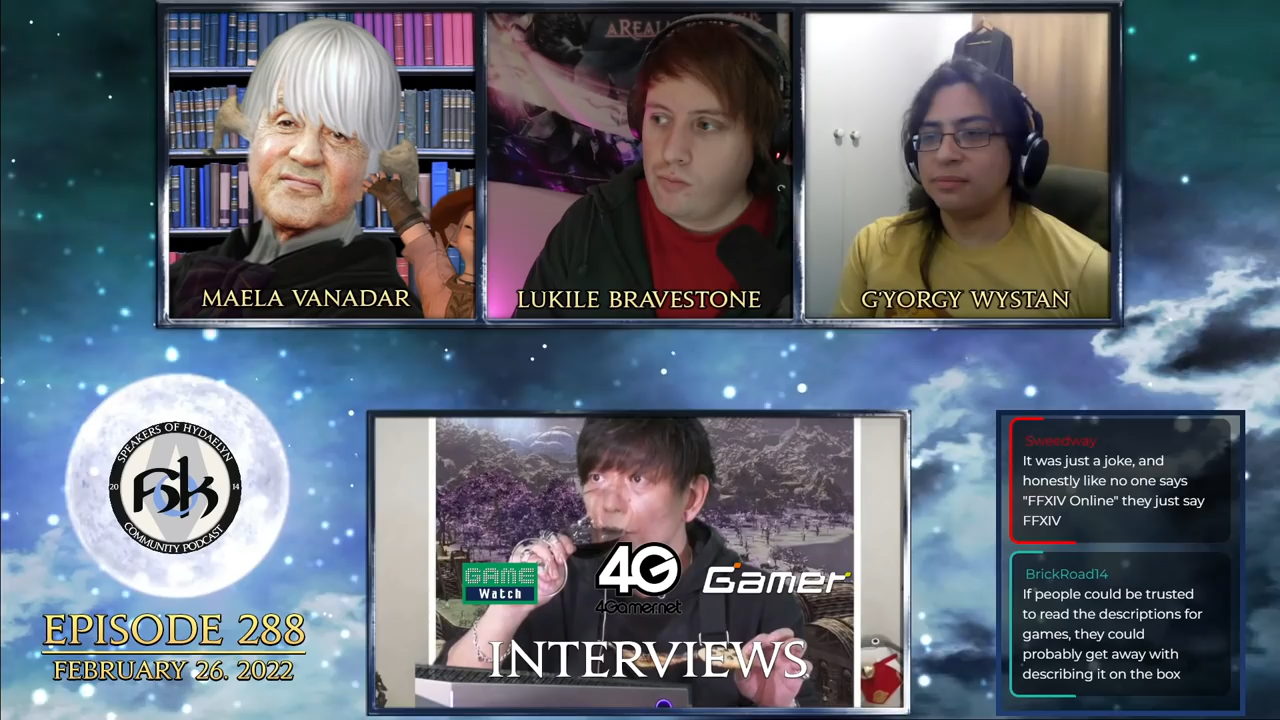 A REALM REBORN
MAELA VANADAR
LUKILE BRAVESTONE
G'YORGY WYSTAN
SPEAKERS OF HYDAELYN
20
14
COMMUNITY PODCAST
EPISODE 288
FEBRUARY 26. 2022
GAME
Watch
4G
4Gamer.net
Gamer
INTERVIEWS
Sweedway
It was just a joke, and
honestly like no one says
"FFXIV Online" they just say
FFXIV
BrickRoad14
If people could be trusted
to read the descriptions for
games, they could
probably get away with
describing it on the box